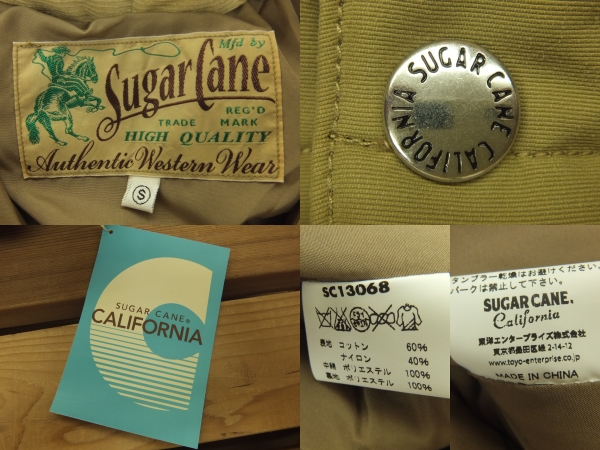 Mfd by
Sugar Cane
REG'D
TRADE MARK
HIGH QUALITY
Authentic Western Wear
S
SUGAR CANE CALIFORNIA
SUGAR CANE®
CALIFORNIA
SC13068
表地 コットン 60%
ナイロン 40%
中綿 ポリエステル 100%
裏地 ポリエステル 100%
タンブラー乾燥はお避けください。
パークは禁止して下さい。
SUGAR CANE.
California
東洋エンタープライズ株式会社
東京都墨田区緑 2-14-12
www.toyo-enterprise.co.jp
MADE IN CHINA